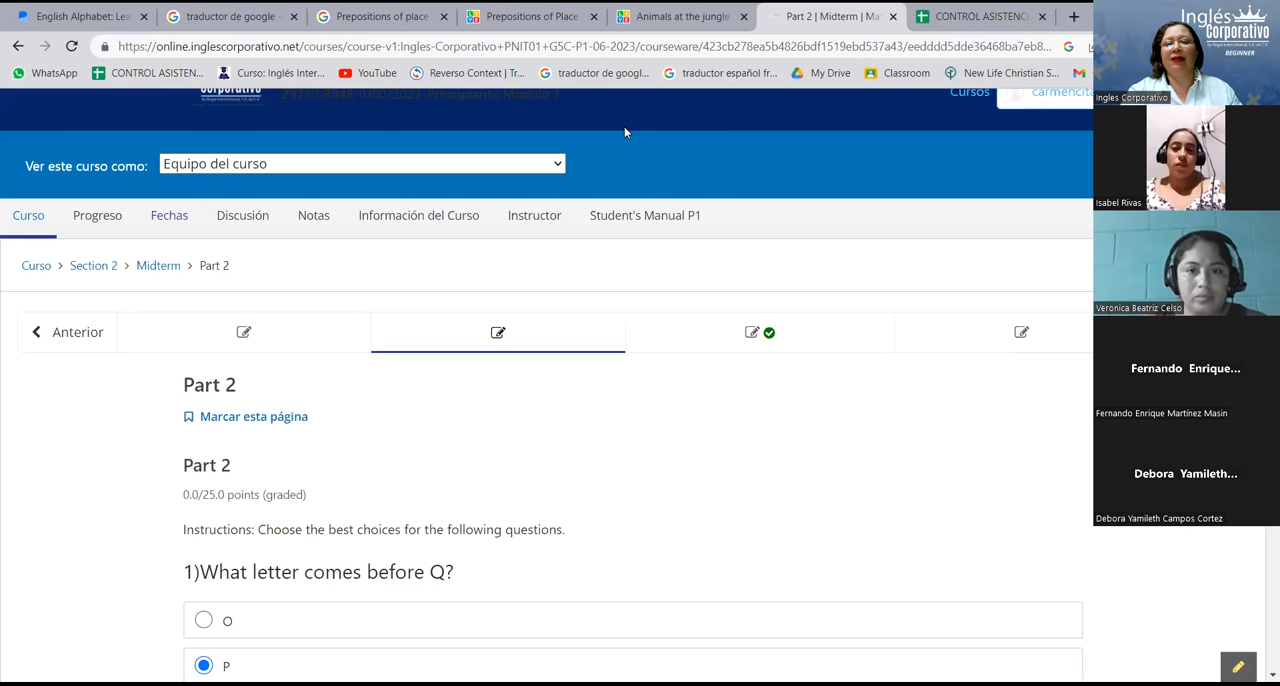 English Alphabet: Lea
traductor de google -
Prepositions of place
Prepositions of Place
Animals at the jungle
Part 2 | Midterm | Ma
CONTROL ASISTENC
https://online.inglescorporativo.net/courses/course-v1:Ingles-Corporativo+PNIT01+G5C-P1-06-2023/courseware/423cb278ea5b4826bdf1519ebd537a43/eedddd5dde36468ba7eb8...
WhatsApp
CONTROL ASISTEN...
Curso: Inglés Inter...
YouTube
Reverso Context | Tr...
traductor de googl...
traductor español fr...
My Drive
Classroom
New Life Christian S...
Cursos
carmencita
Ver este curso como:
Equipo del curso
Curso
Progreso
Fechas
Discusión
Notas
Información del Curso
Instructor
Student's Manual P1
Curso > Section 2 > Midterm > Part 2
Anterior
Part 2
Marcar esta página
Part 2
0.0/25.0 points (graded)
Instructions: Choose the best choices for the following questions.
1)What letter comes before Q?
O
P
Inglés
Corporativo
BEGINNER
Ingles Corporativo
Isabel Rivas
Veronica Beatriz Celso
Fernando Enrique...
Fernando Enrique Martínez Masin
Debora Yamileth...
Debora Yamileth Campos Cortez